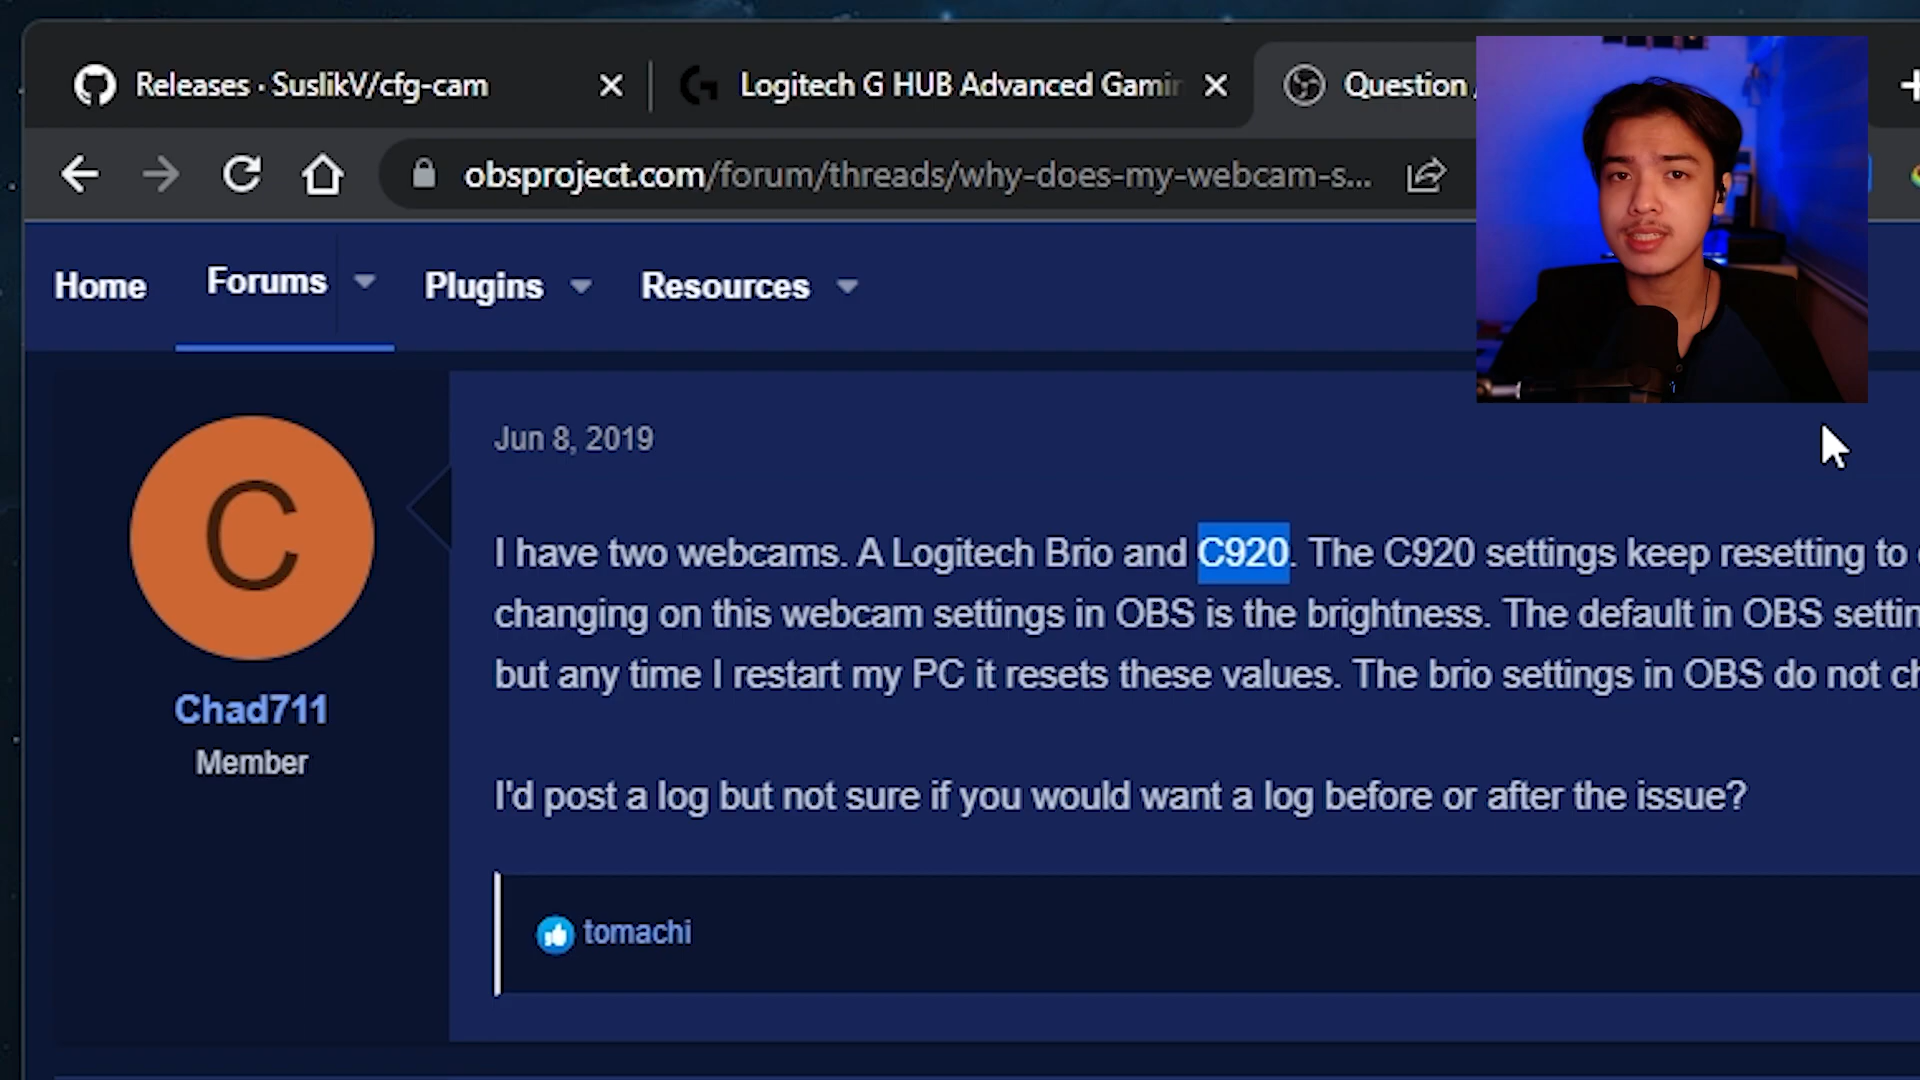 Releases · SuslikV/cfg-cam
Logitech G HUB Advanced Gamin
Question
obsproject.com/forum/threads/why-does-my-webcam-s...
Home Forums Plugins Resources
C
Chad711
Member
Jun 8, 2019
I have two webcams. A Logitech Brio and C920. The C920 settings keep resetting to
changing on this webcam settings in OBS is the brightness. The default in OBS settin
but any time I restart my PC it resets these values. The brio settings in OBS do not ch
I'd post a log but not sure if you would want a log before or after the issue?
tomachi